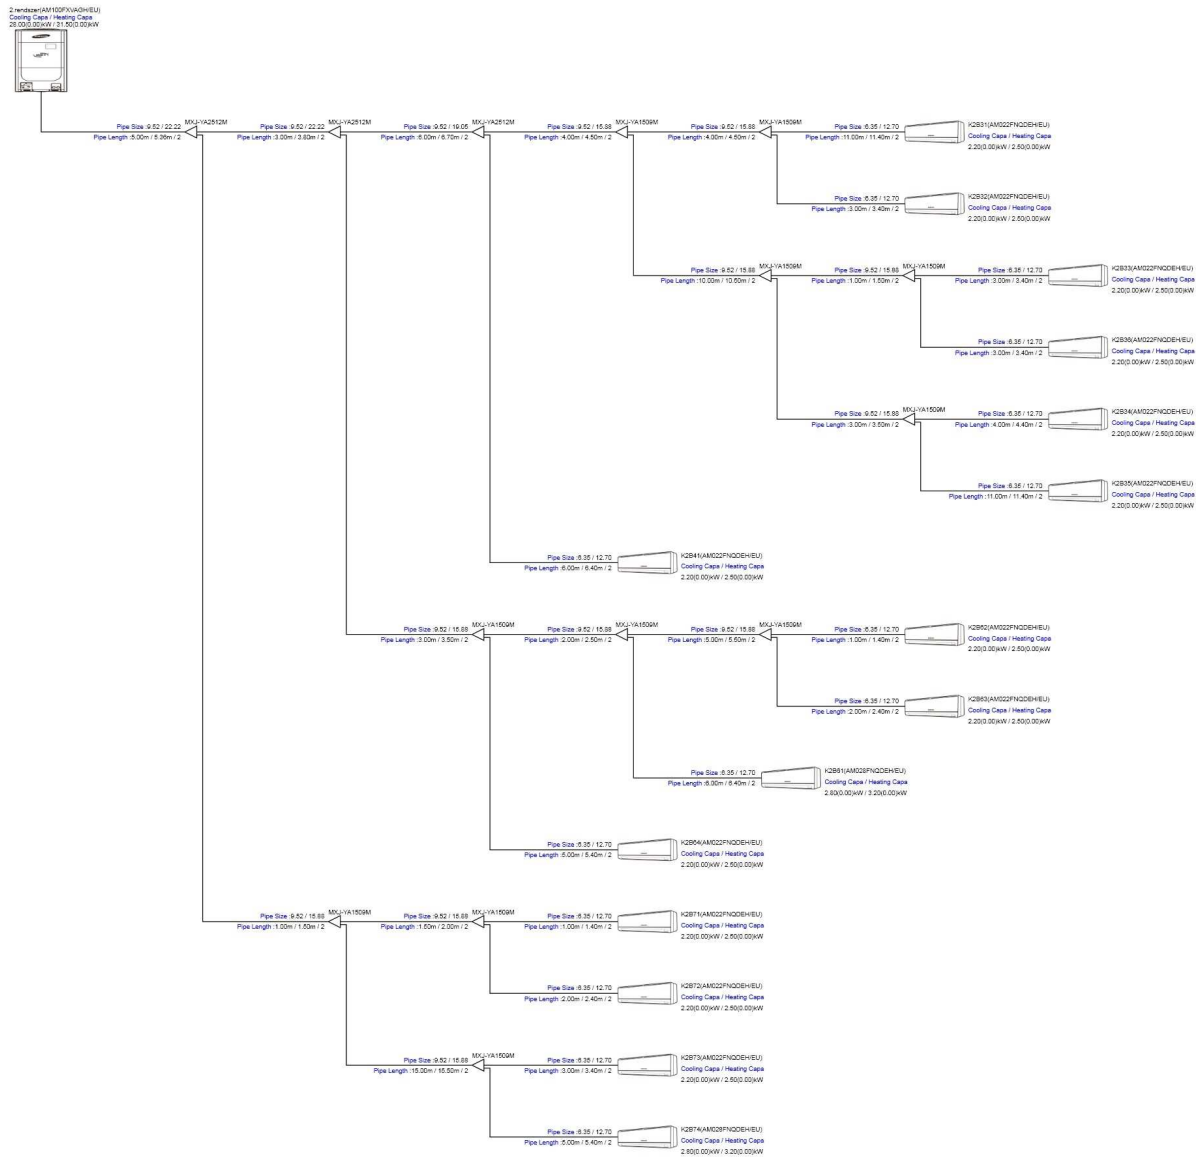 2.rendszer(AM100FXVAGH/EU)
Cooling Capa / Heating Capa
28.00(0.00)kW / 31.50(0.00)kW
MXJ-YA2512M
MXJ-YA2512M
MXJ-YA2512M
MXJ-YA1509M
MXJ-YA1509M
Pipe Size :9.52 / 22.22
Pipe Length :5.00m / 5.36m / 2
Pipe Size :9.52 / 22.22
Pipe Length :3.00m / 3.80m / 2
Pipe Size :9.52 / 19.05
Pipe Length :6.00m / 6.70m / 2
Pipe Size :9.52 / 15.88
Pipe Length :4.00m / 4.50m / 2
Pipe Size :9.52 / 15.88
Pipe Length :4.00m / 4.50m / 2
Pipe Size :6.35 / 12.70
Pipe Length :11.00m / 11.40m / 2
K2B31(AM022FNQDEH/EU)
Cooling Capa / Heating Capa
2.20(0.00)kW / 2.50(0.00)kW
Pipe Size :6.35 / 12.70
Pipe Length :3.00m / 3.40m / 2
K2B32(AM022FNQDEH/EU)
Cooling Capa / Heating Capa
2.20(0.00)kW / 2.50(0.00)kW
MXJ-YA1509M
MXJ-YA1509M
Pipe Size :9.52 / 15.88
Pipe Length :10.00m / 10.50m / 2
Pipe Size :9.52 / 15.88
Pipe Length :1.00m / 1.50m / 2
Pipe Size :6.35 / 12.70
Pipe Length :3.00m / 3.40m / 2
K2B33(AM022FNQDEH/EU)
Cooling Capa / Heating Capa
2.20(0.00)kW / 2.50(0.00)kW
Pipe Size :6.35 / 12.70
Pipe Length :3.00m / 3.40m / 2
K2B36(AM022FNQDEH/EU)
Cooling Capa / Heating Capa
2.20(0.00)kW / 2.50(0.00)kW
MXJ-YA1509M
Pipe Size :9.52 / 15.88
Pipe Length :3.00m / 3.50m / 2
Pipe Size :6.35 / 12.70
Pipe Length :4.00m / 4.40m / 2
K2B34(AM022FNQDEH/EU)
Cooling Capa / Heating Capa
2.20(0.00)kW / 2.50(0.00)kW
Pipe Size :6.35 / 12.70
Pipe Length :11.00m / 11.40m / 2
K2B35(AM022FNQDEH/EU)
Cooling Capa / Heating Capa
2.20(0.00)kW / 2.50(0.00)kW
Pipe Size :6.35 / 12.70
Pipe Length :6.00m / 6.40m / 2
K2B41(AM022FNQDEH/EU)
Cooling Capa / Heating Capa
2.20(0.00)kW / 2.50(0.00)kW
MXJ-YA1509M
MXJ-YA1509M
MXJ-YA1509M
Pipe Size :9.52 / 15.88
Pipe Length :3.00m / 3.50m / 2
Pipe Size :9.52 / 15.88
Pipe Length :2.00m / 2.50m / 2
Pipe Size :9.52 / 15.88
Pipe Length :5.00m / 5.50m / 2
Pipe Size :6.35 / 12.70
Pipe Length :1.00m / 1.40m / 2
K2B62(AM022FNQDEH/EU)
Cooling Capa / Heating Capa
2.20(0.00)kW / 2.50(0.00)kW
Pipe Size :6.35 / 12.70
Pipe Length :2.00m / 2.40m / 2
K2B63(AM022FNQDEH/EU)
Cooling Capa / Heating Capa
2.20(0.00)kW / 2.50(0.00)kW
Pipe Size :6.35 / 12.70
Pipe Length :6.00m / 6.40m / 2
K2B61(AM028FNQDEH/EU)
Cooling Capa / Heating Capa
2.80(0.00)kW / 3.20(0.00)kW
Pipe Size :6.35 / 12.70
Pipe Length :5.00m / 5.40m / 2
K2B64(AM022FNQDEH/EU)
Cooling Capa / Heating Capa
2.20(0.00)kW / 2.50(0.00)kW
MXJ-YA1509M
MXJ-YA1509M
Pipe Size :9.52 / 15.88
Pipe Length :1.00m / 1.50m / 2
Pipe Size :9.52 / 15.88
Pipe Length :1.50m / 2.00m / 2
Pipe Size :6.35 / 12.70
Pipe Length :1.00m / 1.40m / 2
K2B71(AM022FNQDEH/EU)
Cooling Capa / Heating Capa
2.20(0.00)kW / 2.50(0.00)kW
Pipe Size :6.35 / 12.70
Pipe Length :2.00m / 2.40m / 2
K2B72(AM022FNQDEH/EU)
Cooling Capa / Heating Capa
2.20(0.00)kW / 2.50(0.00)kW
MXJ-YA1509M
Pipe Size :9.52 / 15.88
Pipe Length :15.00m / 15.50m / 2
Pipe Size :6.35 / 12.70
Pipe Length :3.00m / 3.40m / 2
K2B73(AM022FNQDEH/EU)
Cooling Capa / Heating Capa
2.20(0.00)kW / 2.50(0.00)kW
Pipe Size :6.35 / 12.70
Pipe Length :5.00m / 5.40m / 2
K2B74(AM028FNQDEH/EU)
Cooling Capa / Heating Capa
2.80(0.00)kW / 3.20(0.00)kW